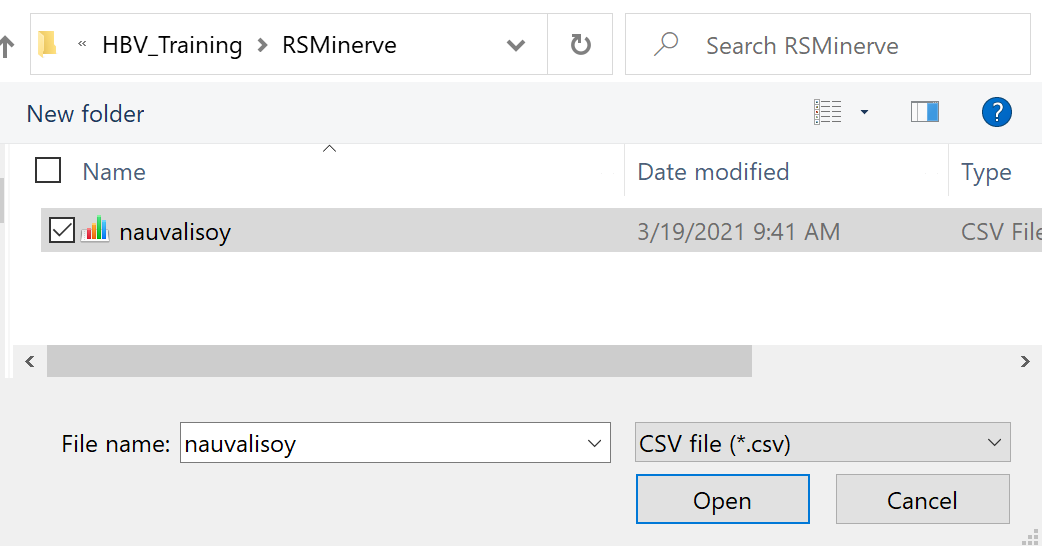 « HBV_Training > RSMinerve
Search RSMinerve
New folder
?
Name
Date modified
Type
nauvalisoy
3/19/2021 9:41 AM
CSV File
File name:
nauvalisoy
CSV file (*.csv)
Open
Cancel